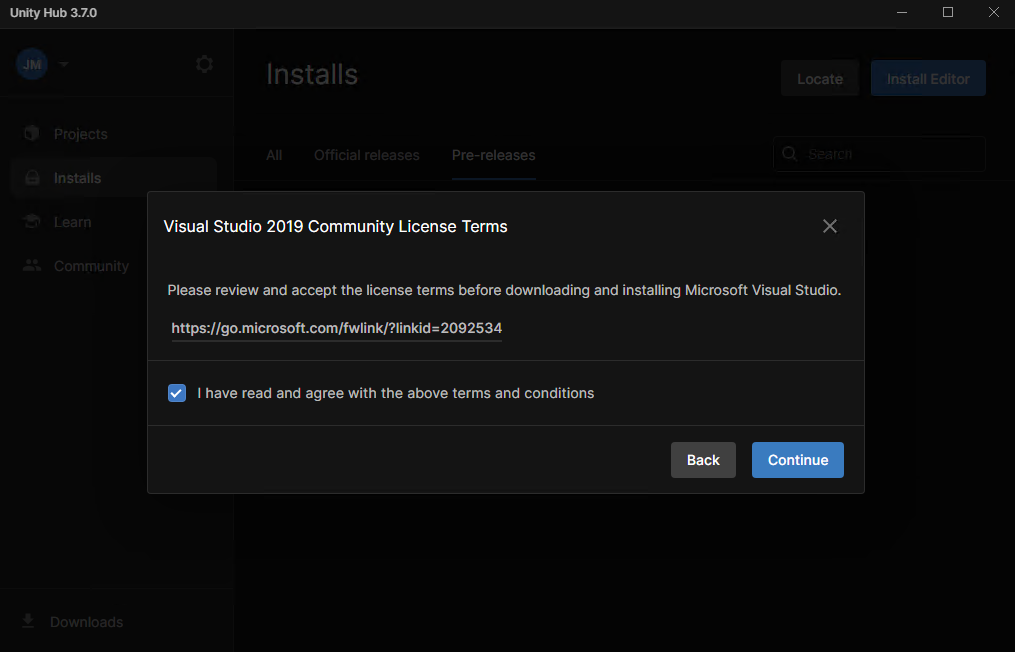 Unity Hub 3.7.0
JM
Installs
Locate
Install Editor
Projects
Installs
Learn
Community
All
Official releases
Pre-releases
Search
Visual Studio 2019 Community License Terms
Please review and accept the license terms before downloading and installing Microsoft Visual Studio.
https://go.microsoft.com/fwlink/?linkid=2092534
I have read and agree with the above terms and conditions
Back
Continue
Downloads